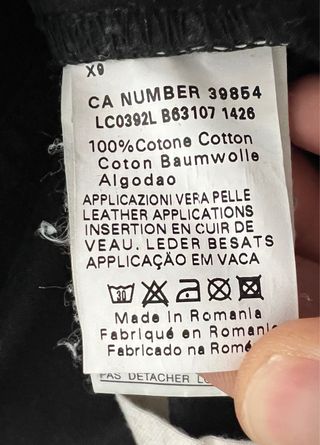 X9
CA NUMBER 39854
LC0392L B63107 1426
100%Cotone Cotton
Coton Baumwolle
Algodao
APPLICAZIONI VERA PELLE
LEATHER APPLICATIONS
INSERTION EN CUIR DE
VEAU. LEDER BESATS
APPLICAÇÃO EM VACA
30
Made in Romania
Fabriqué en Romani
Fabricado na Romé
PAS DETACHER